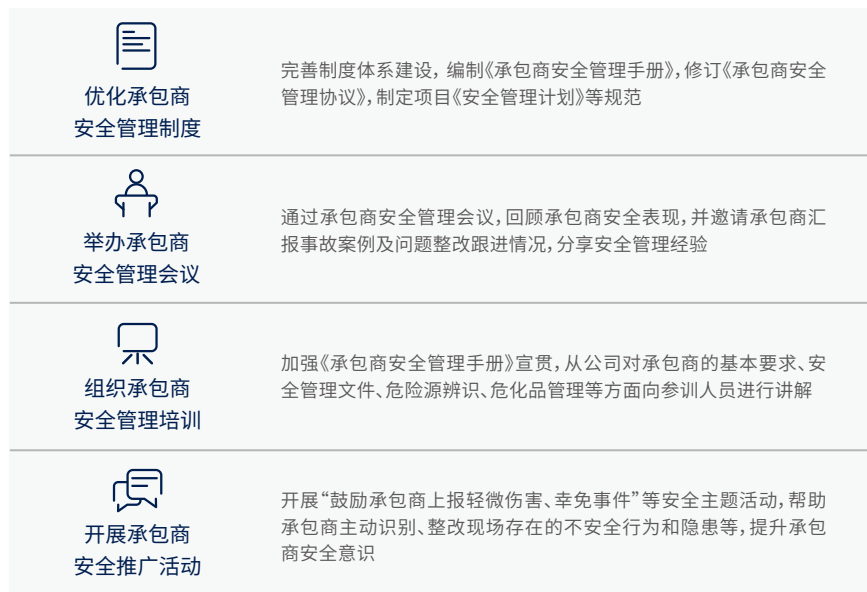 优化承包商
安全管理制度
完善制度体系建设，编制《承包商安全管理手册》，修订《承包商安全
管理协议》，制定项目《安全管理计划》等规范
举办承包商
安全管理会议
通过承包商安全管理会议，回顾承包商安全表现，并邀请承包商汇
报事故案例及问题整改跟进情况，分享安全管理经验
组织承包商
安全管理培训
加强《承包商安全管理手册》宣贯，从公司对承包商的基本要求、安
全管理文件、危险源辨识、危化品管理等方面向参训人员进行讲解
开展承包商
安全推广活动
开展“鼓励承包商上报轻微伤害、幸免事件”等安全主题活动，帮助
承包商主动识别、整改现场存在的不安全行为和隐患等，提升承包
商安全意识